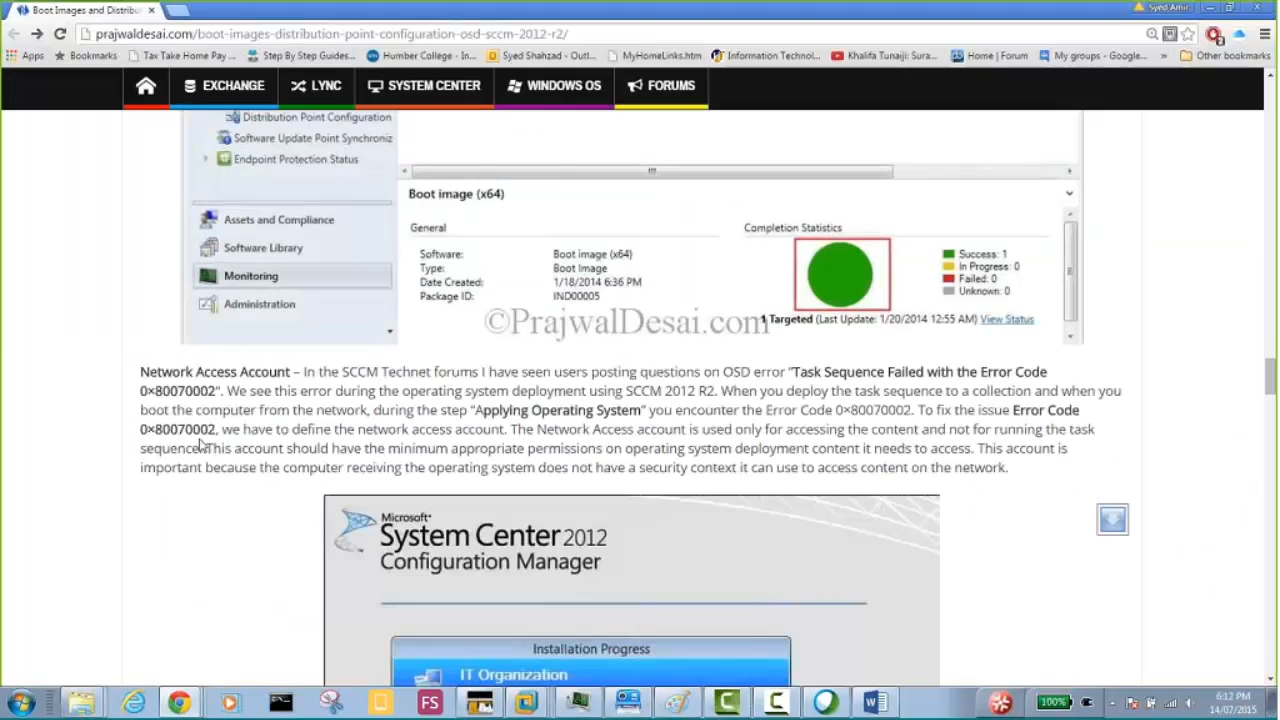 Boot Images and Distribu
Syed Amir.
prajwaldesai.com/boot-images-distribution-point-configuration-osd-sccm-2012-r2/
Apps
Bookmarks
Tax Take Home Pay ...
Step By Step Guides...
Humber College - In...
Syed Shahzad - Outl...
MyHomeLinks.htm
Information Technol...
Khalifa Tunaiji: Sura...
Home | Forum
My groups - Google...
»
Other bookmarks
EXCHANGE
LYNC
SYSTEM CENTER
WINDOWS OS
FORUMS
Distribution Point Configuration
Software Update Point Synchroniz
Endpoint Protection Status
Assets and Compliance
Software Library
Monitoring
Administration
Boot image (x64)
General
Software: Boot image (x64)
Type: Boot Image
Date Created: 1/18/2014 6:36 PM
Package ID: IND00005
Completion Statistics
Success: 1
In Progress: 0
Failed: 0
Unknown: 0
1 Targeted (Last Update: 1/20/2014 12:55 AM) View Status
©PrajwalDesai.com
Network Access Account – In the SCCM Technet forums I have seen users posting questions on OSD error "Task Sequence Failed with the Error Code
0×80070002". We see this error during the operating system deployment using SCCM 2012 R2. When you deploy the task sequence to a collection and when you
boot the computer from the network, during the step "Applying Operating System" you encounter the Error Code 0×80070002. To fix the issue Error Code
0×80070002, we have to define the network access account. The Network Access account is used only for accessing the content and not for running the task
sequence. This account should have the minimum appropriate permissions on operating system deployment content it needs to access. This account is
important because the computer receiving the operating system does not have a security context it can use to access content on the network.
Microsoft
System Center 2012
Configuration Manager
Installation Progress
IT Organization
FS
W
100%
6:12 PM
14/07/2015